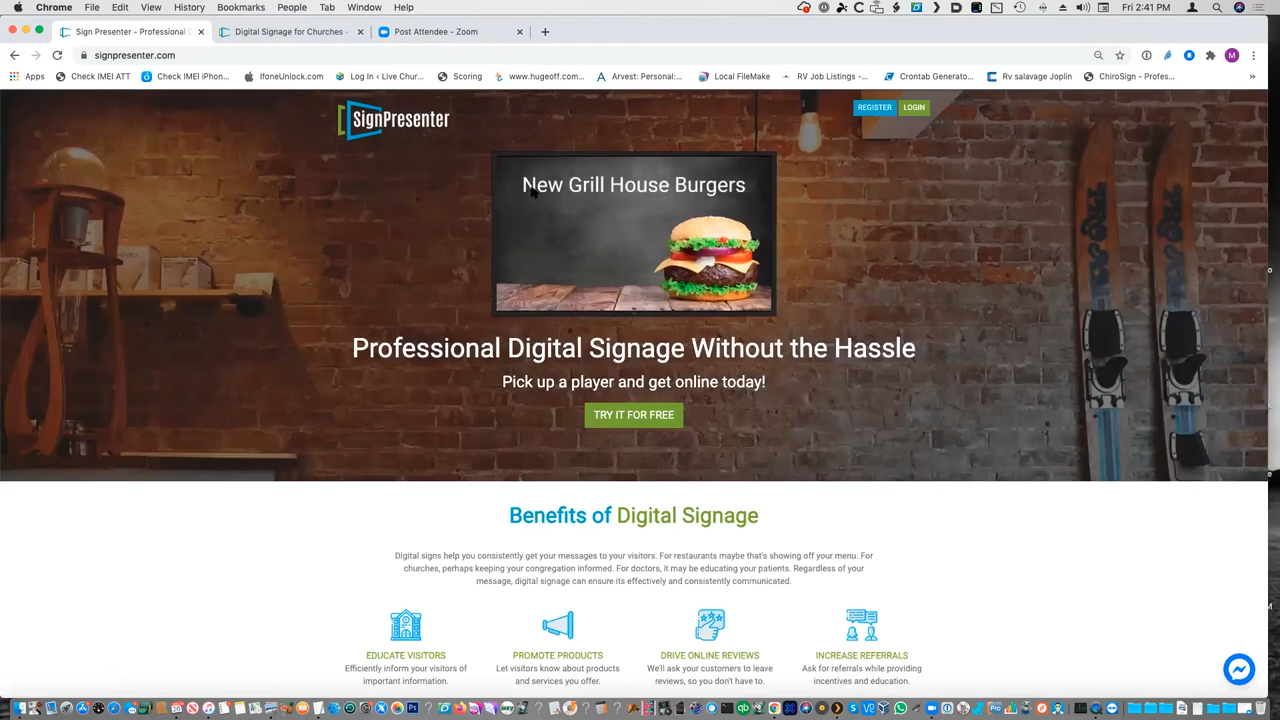 Chrome File Edit View History Bookmarks People Tab Window Help
Fri 2:41 PM
Sign Presenter - Professional D
Digital Signage for Churches -
Post Attendee - Zoom
signpresenter.com
Apps Check IMEI ATT Check IMEI iPhon... IfoneUnlock.com Log In ‹ Live Chur... Scoring www.hugeoff.com... Arvest: Personal:... Local FileMake RV Job Listings -... Crontab Generato... Rv salavage Joplin ChiroSign - Profes...
SignPresenter
REGISTER LOGIN
New Grill House Burgers
Professional Digital Signage Without the Hassle
Pick up a player and get online today!
TRY IT FOR FREE
Benefits of Digital Signage
Digital signs help you consistently get your messages to your visitors. For restaurants maybe that's showing off your menu. For
churches, perhaps keeping your congregation informed. For doctors, it may be educating your patients. Regardless of your
message, digital signage can ensure its effectively and consistently communicated.
EDUCATE VISITORS
Efficiently inform your visitors of
important information.
PROMOTE PRODUCTS
Let visitors know about products
and services you offer.
DRIVE ONLINE REVIEWS
We'll ask your customers to leave
reviews, so you don't have to.
INCREASE REFERRALS
Ask for referrals while providing
incentives and education.